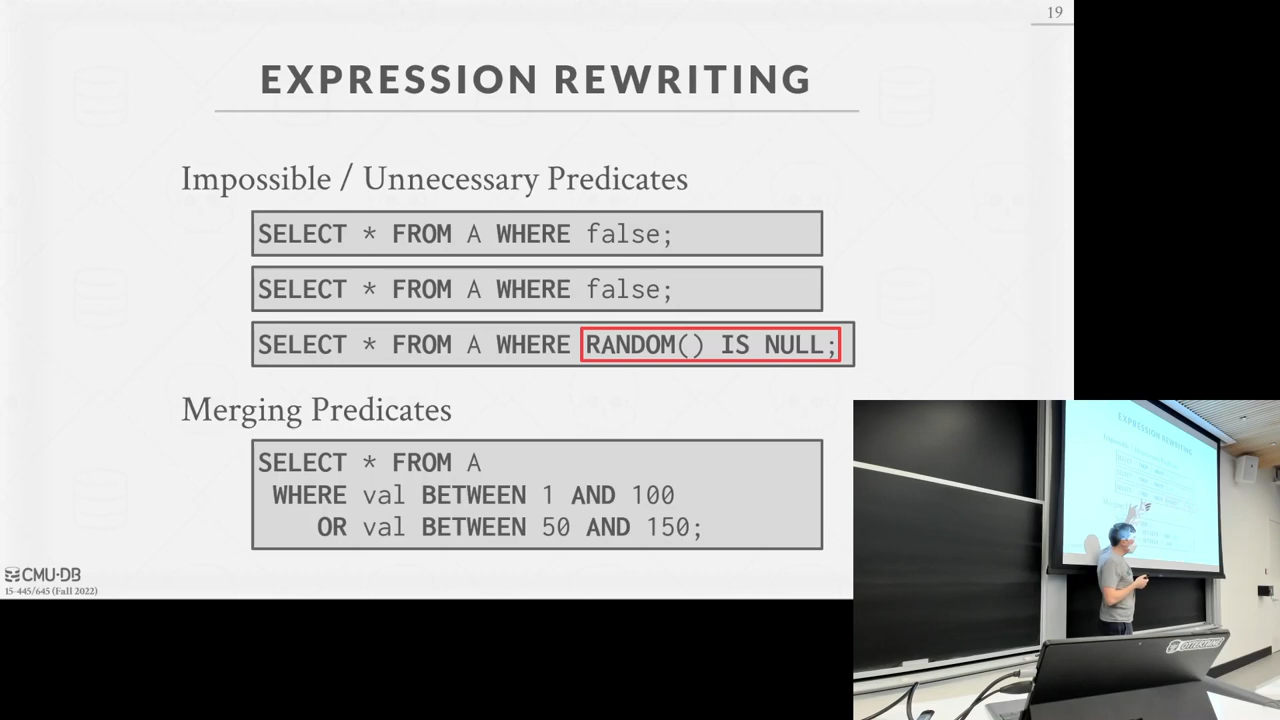 19
EXPRESSION REWRITING
Impossible / Unnecessary Predicates
SELECT * FROM A WHERE false;
SELECT * FROM A WHERE false;
SELECT * FROM A WHERE RANDOM() IS NULL;
Merging Predicates
SELECT * FROM A
WHERE val BETWEEN 1 AND 100
OR val BETWEEN 50 AND 150;
CMU·DB
15-445/645 (Fall 2022)
EXPRESSION REWRITING